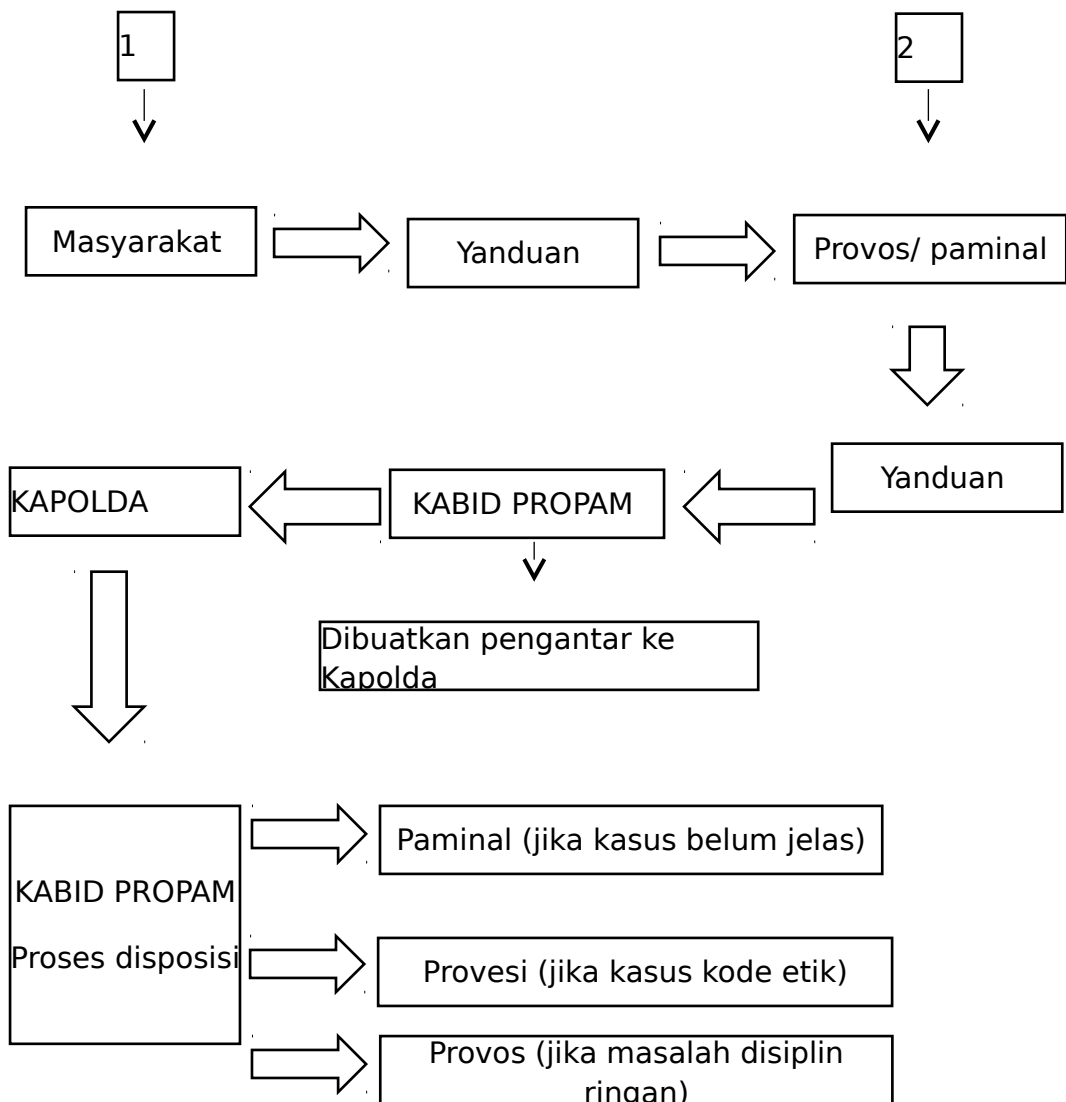 1
2
Masyarakat
Yanduan
Provos/ paminal
Yanduan
KABID PROPAM
KAPOLDA
Dibuatkan pengantar ke
Kapolda
KABID PROPAM
Proses disposisi
Paminal (jika kasus belum jelas)
Provesi (jika kasus kode etik)
Provos (jika masalah disiplin
ringan)